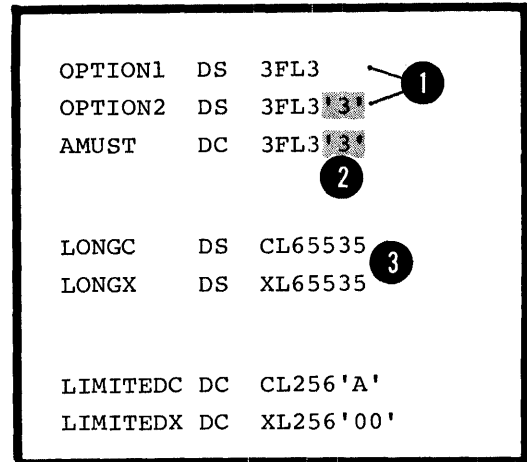 OPTION1 DS 3FL3
1
OPTION2 DS 3FL3'3'
AMUST DC 3FL3'3'
2
LONGC DS CL65535
3
LONGX DS XL65535
LIMITEDC DC CL256'A'
LIMITEDX DC XL256'00'